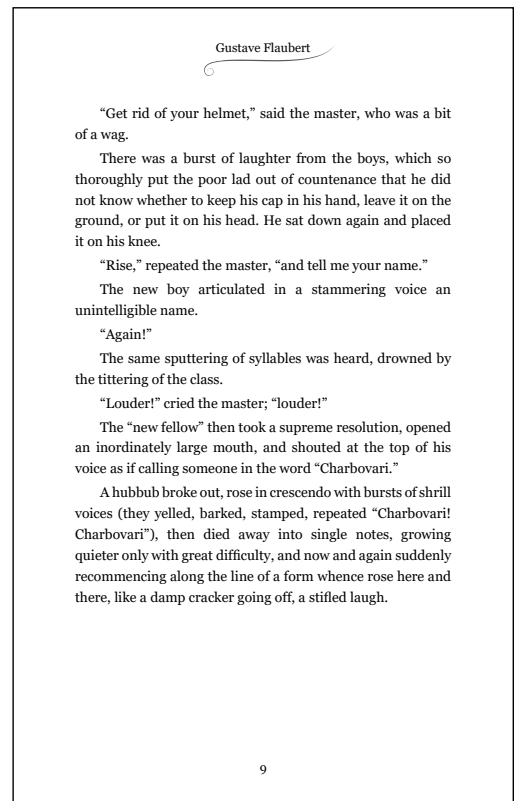 Gustave Flaubert
“Get rid of your helmet,” said the master, who was a bit
of a wag.
There was a burst of laughter from the boys, which so
thoroughly put the poor lad out of countenance that he did
not know whether to keep his cap in his hand, leave it on the
ground, or put it on his head. He sat down again and placed
it on his knee.
“Rise,” repeated the master, “and tell me your name.”
The new boy articulated in a stammering voice an
unintelligible name.
“Again!”
The same sputtering of syllables was heard, drowned by
the tittering of the class.
“Louder!” cried the master; “louder!”
The “new fellow” then took a supreme resolution, opened
an inordinately large mouth, and shouted at the top of his
voice as if calling someone in the word “Charbovari.”
A hubbub broke out, rose in crescendo with bursts of shrill
voices (they yelled, barked, stamped, repeated “Charbovari!
Charbovari”), then died away into single notes, growing
quieter only with great difficulty, and now and again suddenly
recommencing along the line of a form whence rose here and
there, like a damp cracker going off, a stifled laugh.
9